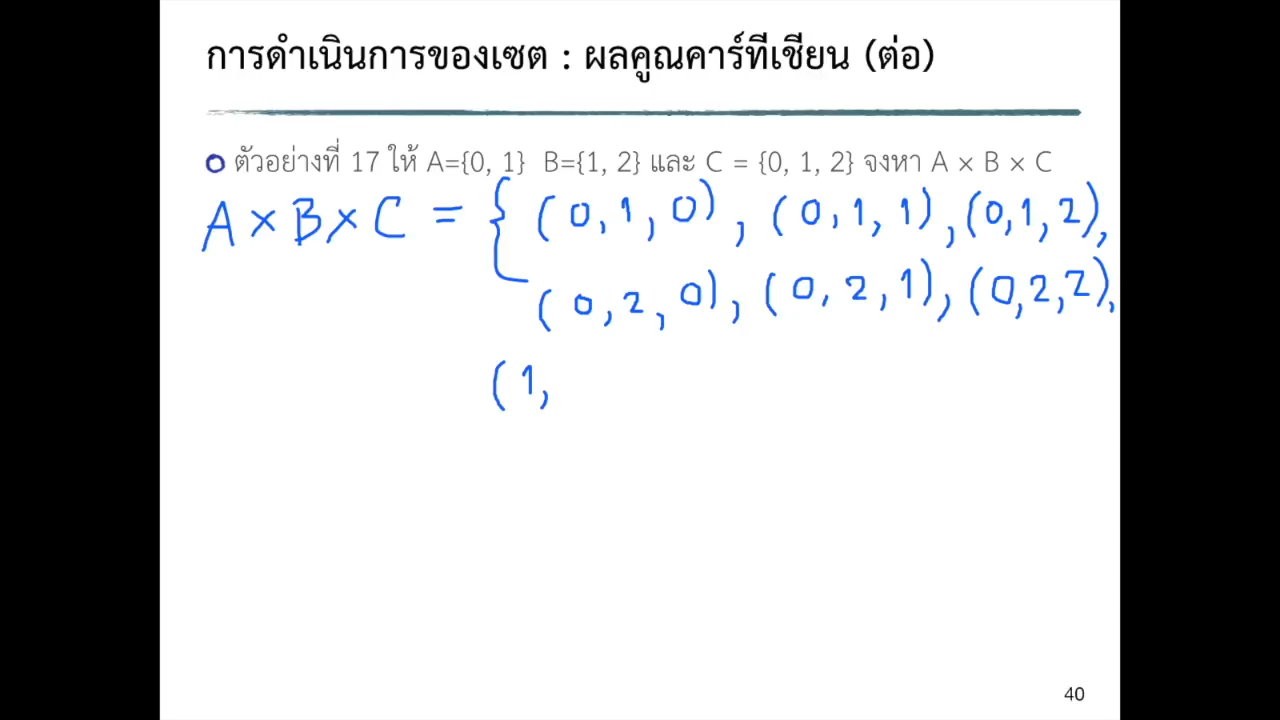 การดำเนินการของเซต : ผลคูณคาร์ทีเชียน (ต่อ)
ตัวอย่างที่ 17 ให้ A={0, 1} B={1, 2} และ C = {0, 1, 2} จงหา A × B × C
A × B × C = { (0, 1, 0), (0, 1, 1), (0,1,2),
(0, 2, 0), (0, 2, 1), (0,2,2),
(1,
40